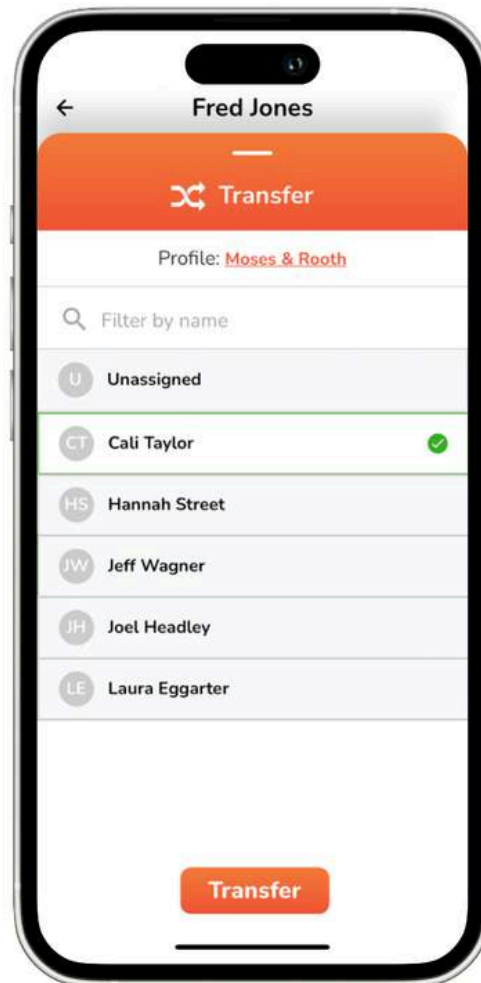 Fred Jones
Transfer
Profile: Moses & Rooth
Filter by name
U Unassigned
CT Cali Taylor
HS Hannah Street
JW Jeff Wagner
JH Joel Headley
LE Laura Eggarter
Transfer